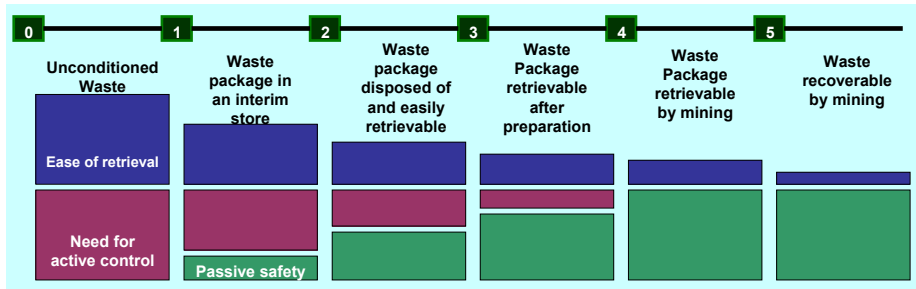 0 1 2 3 4 5
Unconditioned
Waste
Waste
package in
an interim
store
Waste
package
disposed of
and easily
retrievable
Waste
Package
retrievable
after
preparation
Waste
Package
retrievable
by mining
Waste
recoverable
by mining
Ease of retrieval
Need for
active control
Passive safety